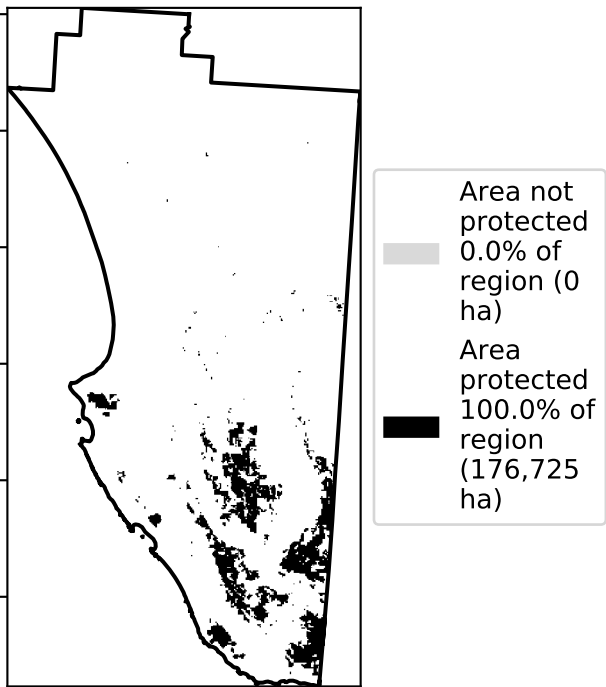 Area not
protected
0.0% of
region (0
ha)
Area
protected
100.0% of
region
(176,725
ha)